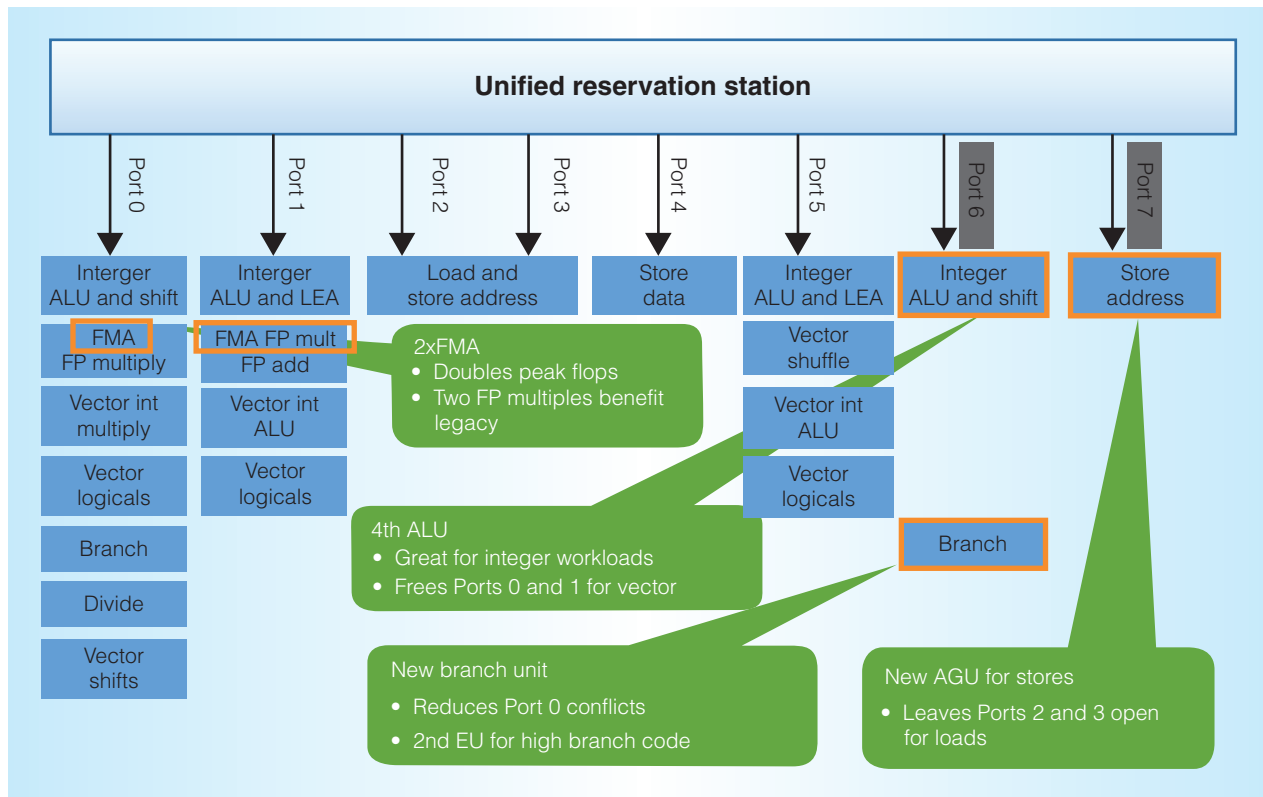 Unified reservation station
Port 0
Port 1
Port 2
Port 3
Port 4
Port 5
Port 6
Port 7
Interger
ALU and shift
Interger
ALU and LEA
Load and
store address
Store
data
Integer
ALU and LEA
Integer
ALU and shift
Store
address
FMA
FP multiply
Vector int
multiply
Vector
logicals
Branch
Divide
Vector
shifts
FMA FP mult
FP add
Vector int
ALU
Vector
logicals
2xFMA
• Doubles peak flops
• Two FP multiples benefit
legacy
Vector
shuffle
Vector int
ALU
Vector
logicals
4th ALU
• Great for integer workloads
• Frees Ports 0 and 1 for vector
Branch
New branch unit
• Reduces Port 0 conflicts
• 2nd EU for high branch code
New AGU for stores
• Leaves Ports 2 and 3 open
for loads